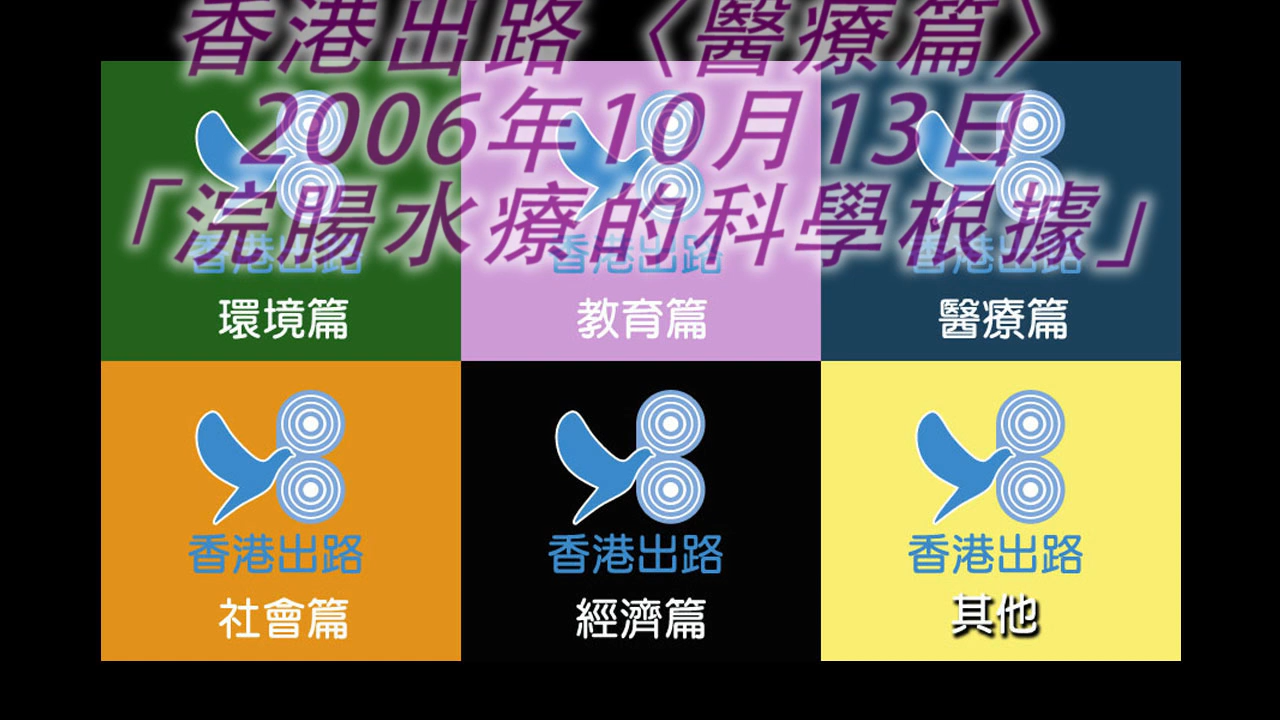 香港出路〈醫療篇〉
2006年10月13日
「浣腸水療的科學根據」
香港出路
香港出路
香港出路
環境篇
教育篇
醫療篇
香港出路
香港出路
香港出路
社會篇
經濟篇
其他